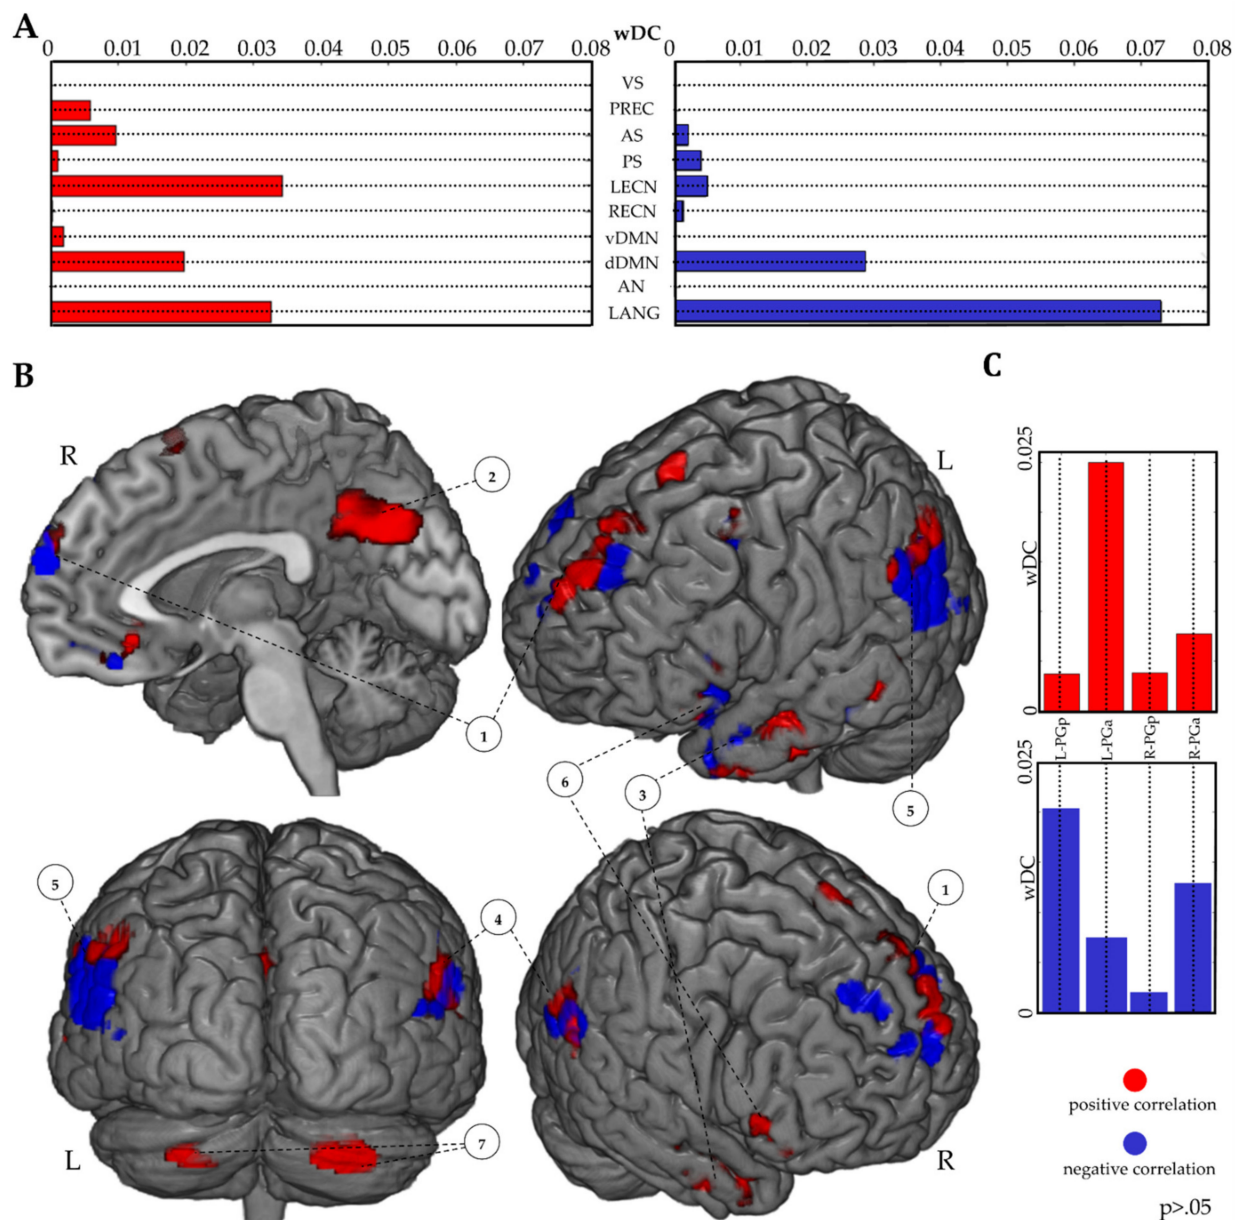 A
wDC
0 0.01 0.02 0.03 0.04 0.05 0.06 0.07 0.08
0 0.01 0.02 0.03 0.04 0.05 0.06 0.07 0.08
VS
PREC
AS
PS
LECN
RECN
vDMN
dDMN
AN
LANG
B
R
2
1
L
6
3
5
C
0.025
wDC
0
L-PGp
L-PGa
R-PGp
R-PGa
0.025
wDC
0
5
4
7
L
1
R
positive correlation
negative correlation
p>.05